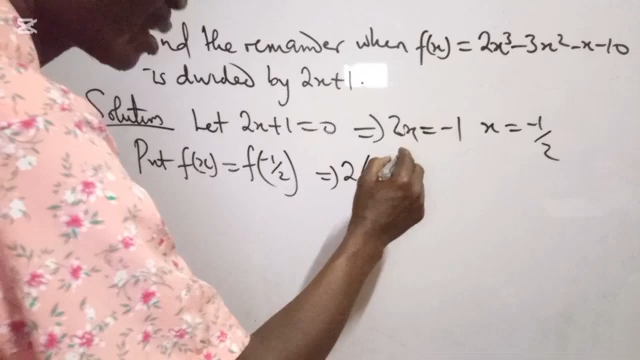 nd the remainder when f(x) = 2x³-3x²-x-10
is divided by 2x+1.
Solution Let 2x+1=0 => 2x=-1 x=-1/2
Put f(x) = f(-1/2) => 2(